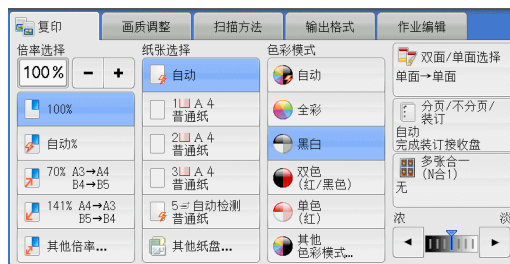 复印
画质调整
扫描方法
输出格式
作业编辑
倍率选择
100%
100%
自动%
70% A3→A4
B4→B5
141% A4→A3
B5→B4
其他倍率...
纸张选择
自动
1 A 4
普通纸
2 A 4
普通纸
3 A 4
普通纸
5 自动检测
普通纸
其他纸盘...
色彩模式
自动
全彩
黑白
双色
(红/黑色)
单色
(红)
其他
色彩模式...
双面/单面选择
单面→单面
分页/不分页/
装订
自动
完成装订接收盘
多张合一
(N合1)
无
浓
淡